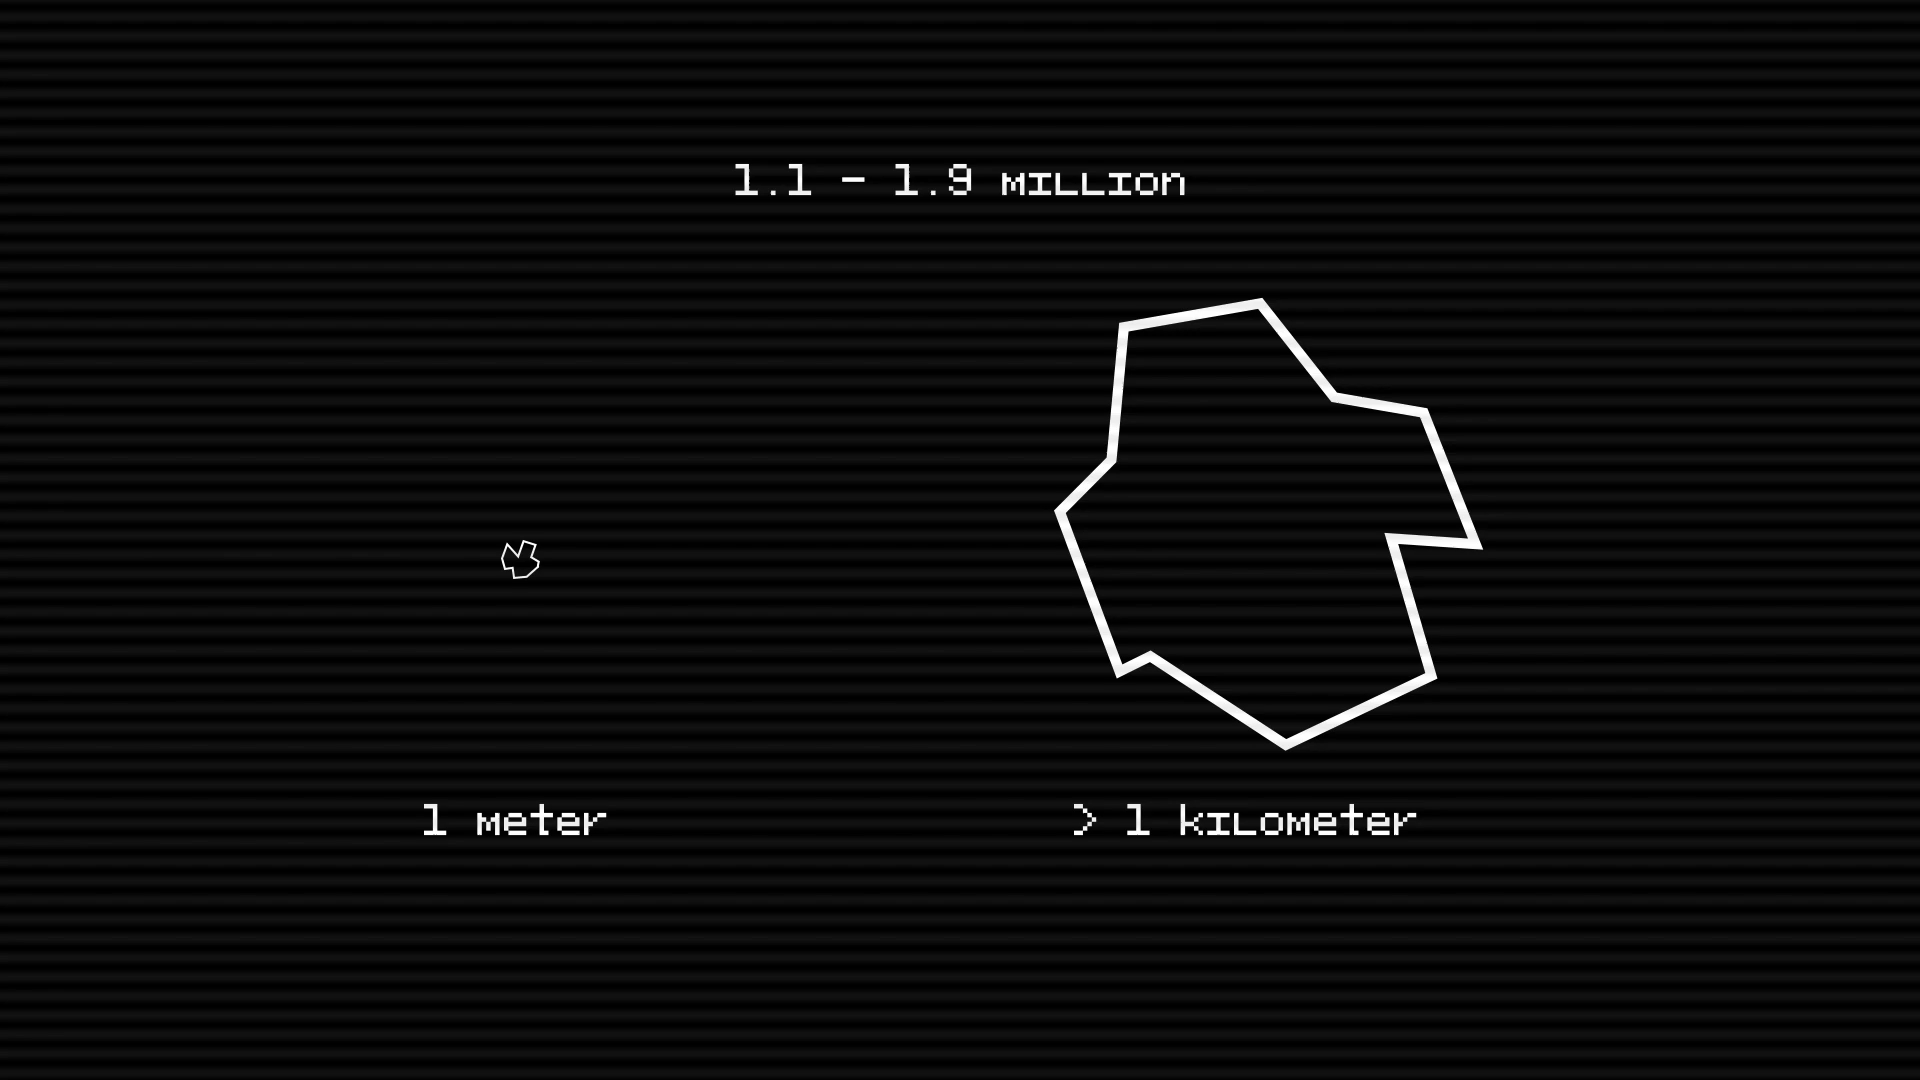 1.1 – 1.9 million
1 meter
> 1 kilometer